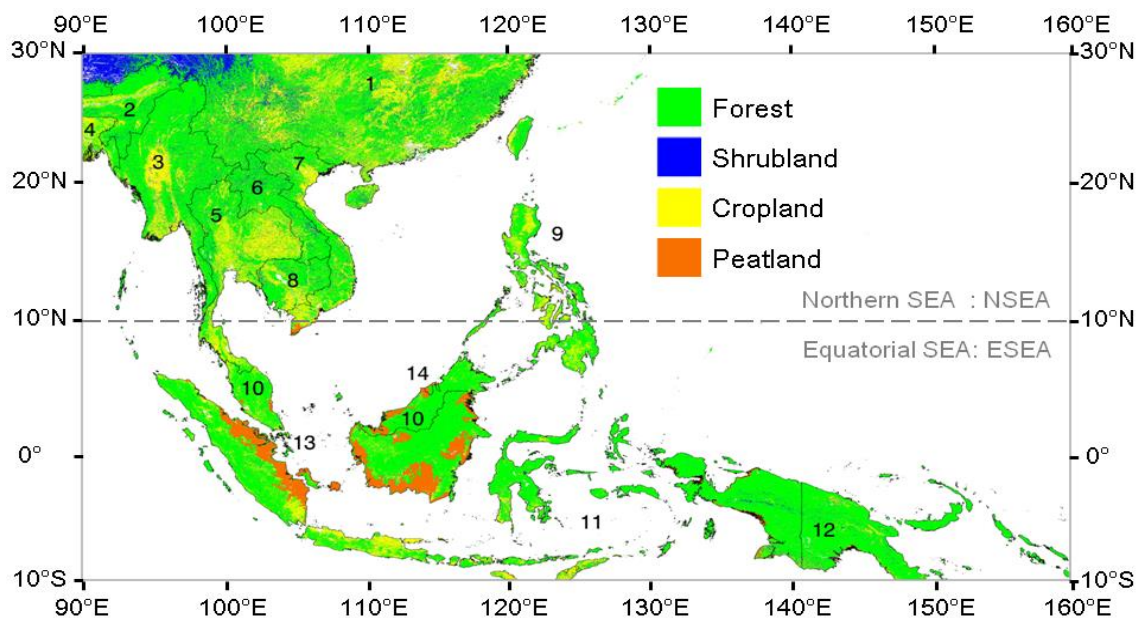 90°E 100°E 110°E 120°E 130°E 140°E 150°E 160°E
30°N 30°N
1
Forest
2
4
Shrubland
3
7
20°N 20°N
6
Cropland
5
9
Peatland
8
Northern SEA : NSEA
10°N 10°N
Equatorial SEA: ESEA
14
10
10
13
0° 0°
11
12
10°S 10°S
90°E 100°E 110°E 120°E 130°E 140°E 150°E 160°E